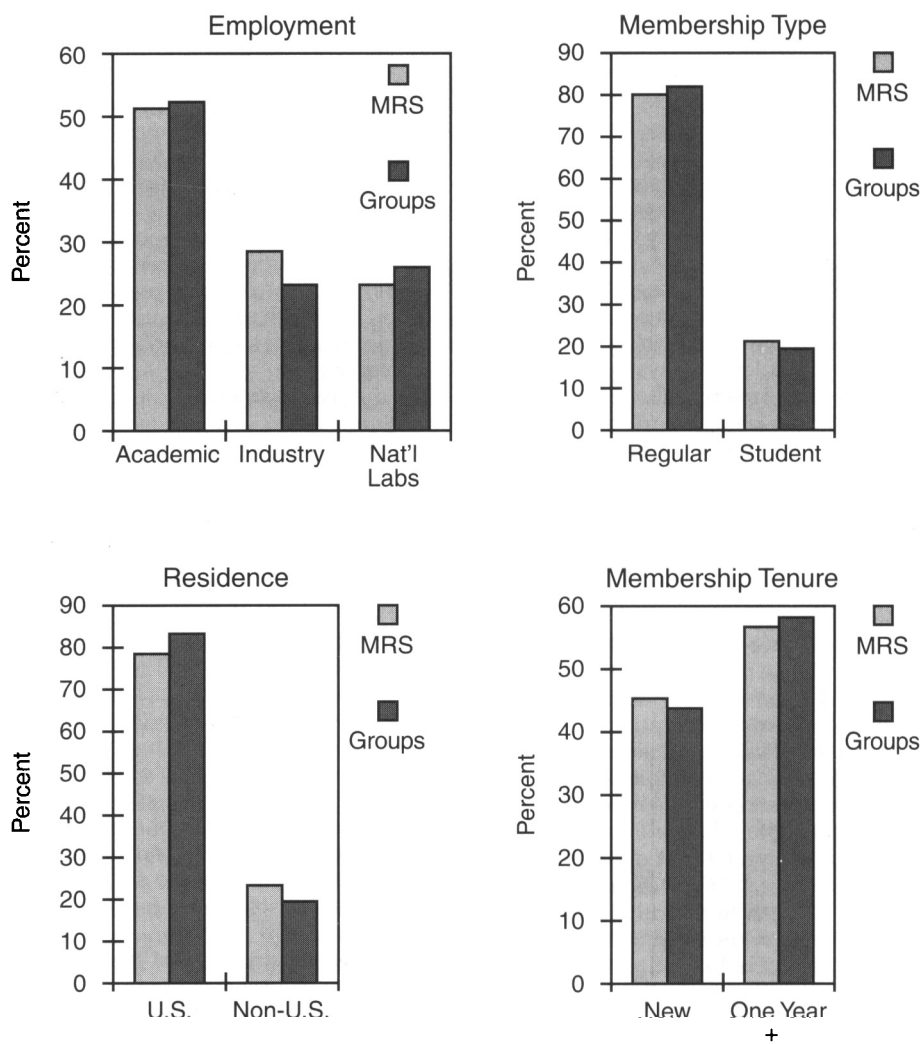 Employment
60
50
40
30
20
10
0
Percent
MRS
Groups
Academic Industry Nat'l
Labs
Membership Type
90
80
70
60
50
40
30
20
10
0
Percent
MRS
Groups
Regular Student
Residence
90
80
70
60
50
40
30
20
10
0
Percent
MRS
Groups
U.S. Non-U.S.
Membership Tenure
60
50
40
30
20
10
0
Percent
MRS
Groups
New One Year
+